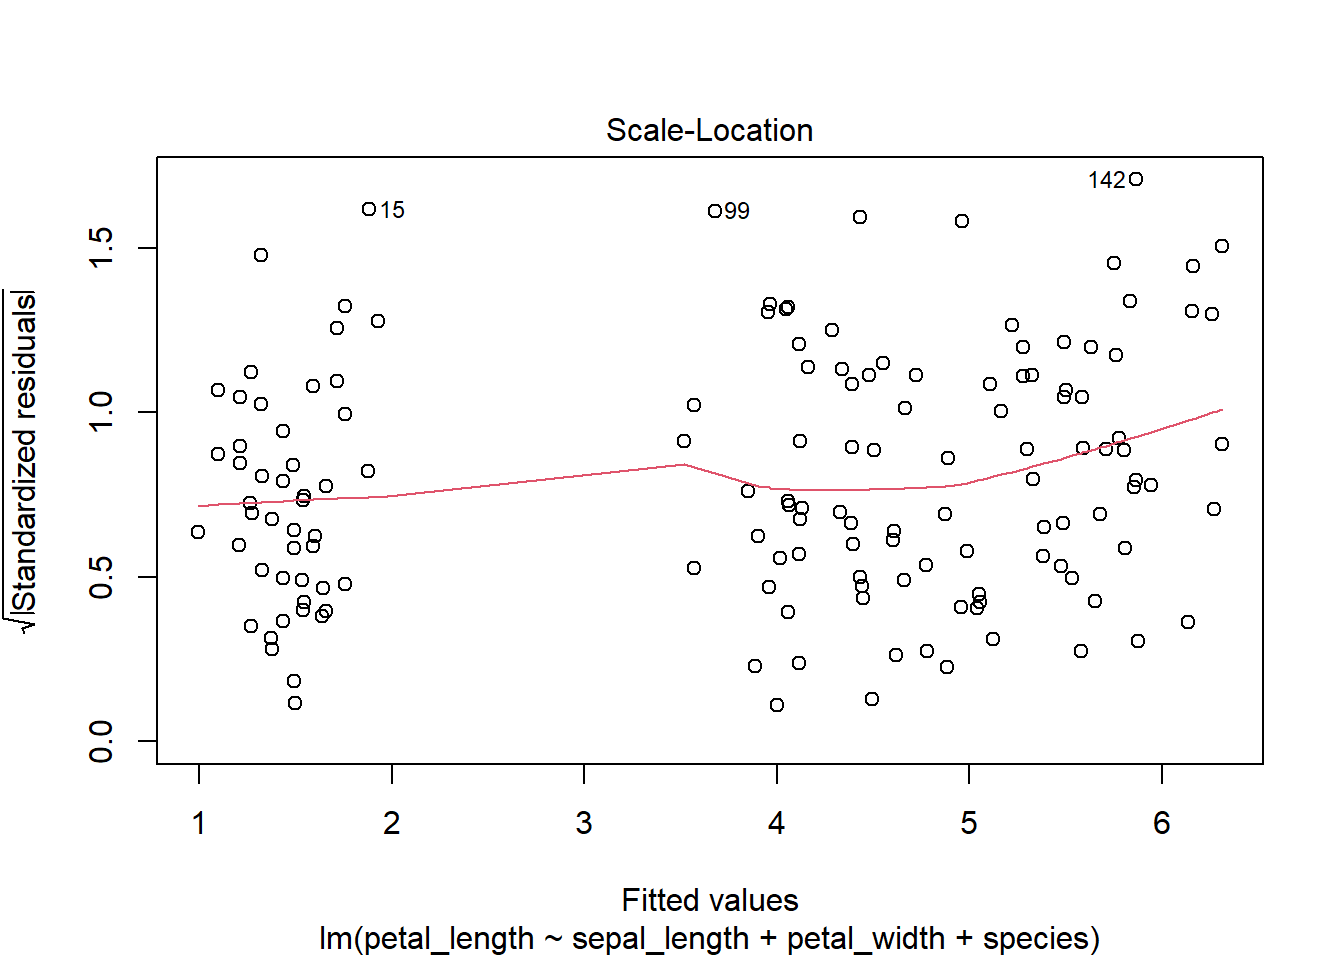 Scale-Location
142
15
99
√|Standardized residuals|
1.5
1.0
0.5
0.0
1 2 3 4 5 6
Fitted values
lm(petal_length ~ sepal_length + petal_width + species)